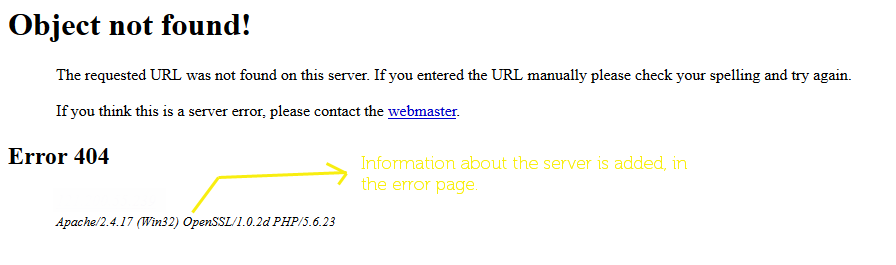 Object not found!
The requested URL was not found on this server. If you entered the URL manually please check your spelling and try again.
If you think this is a server error, please contact the webmaster.
Error 404
Information about the server is added, in
the error page.
Apache/2.4.17 (Win32) OpenSSL/1.0.2d PHP/5.6.23